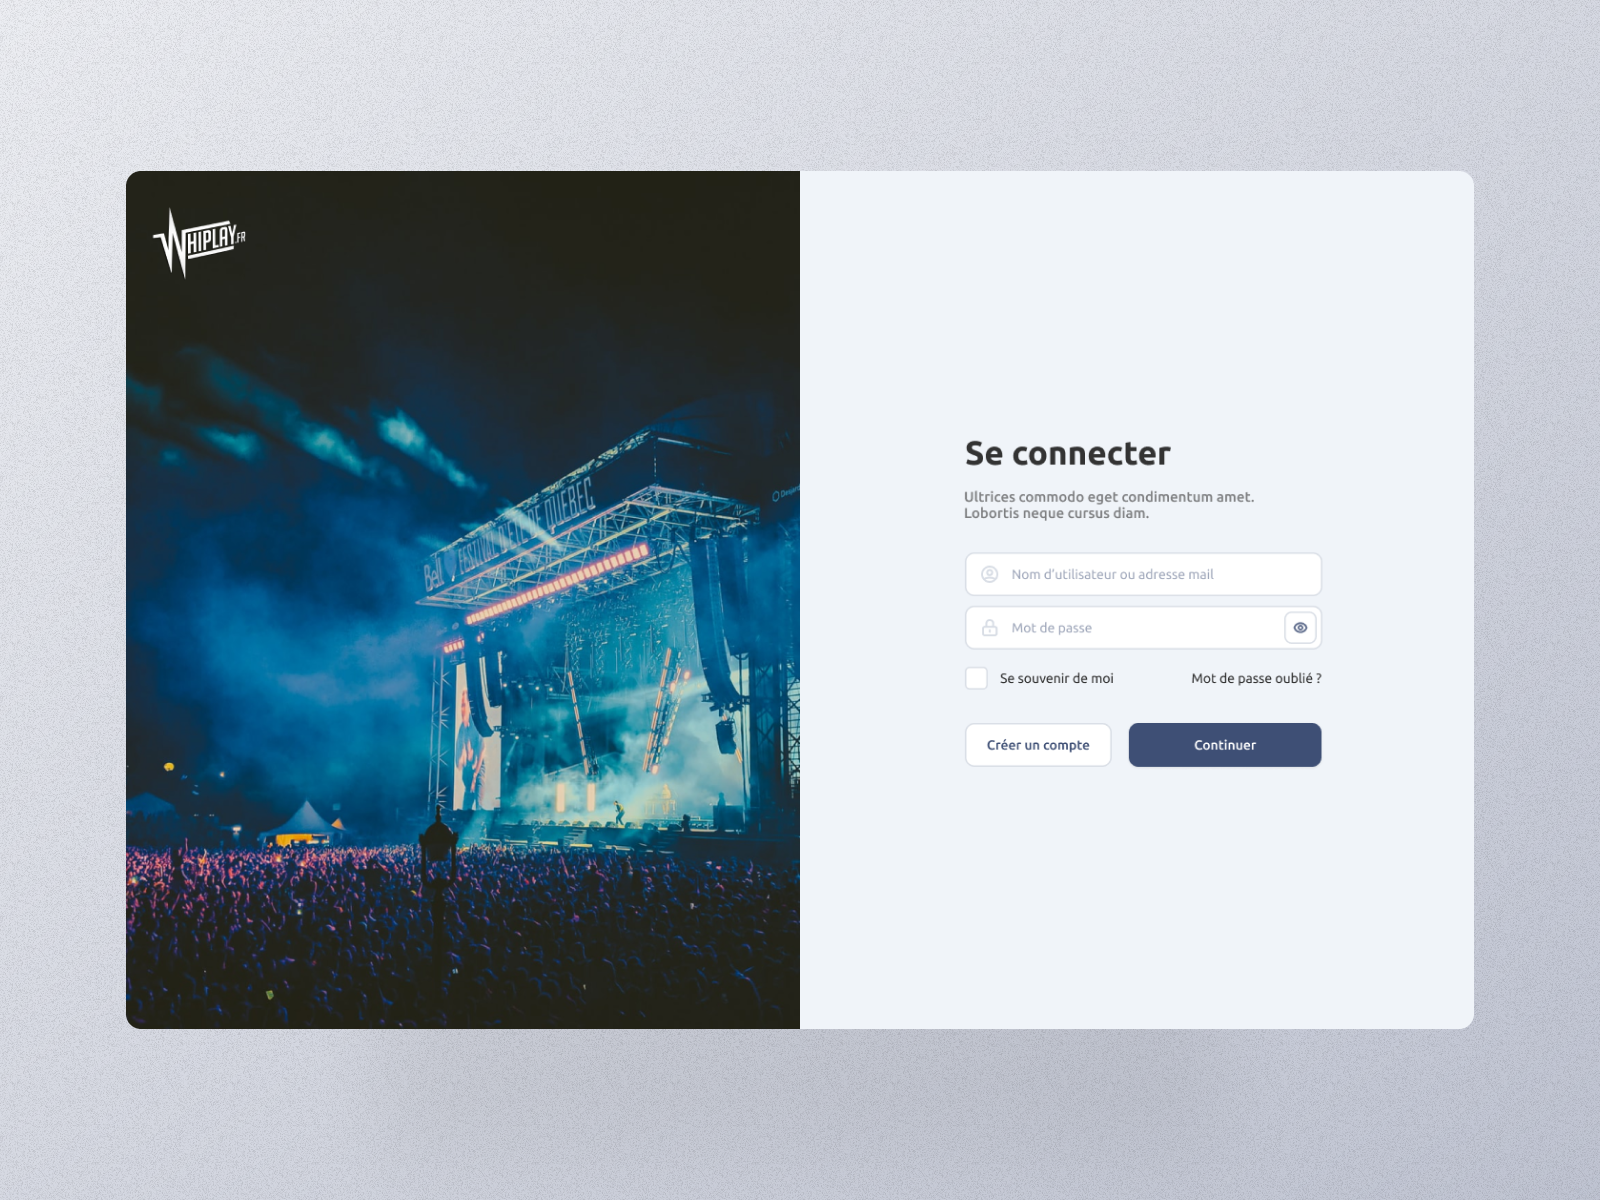 WHIPLAY.FR
Bell FESTIVAL D'ÉTÉ DE QUÉBEC
Se connecter
Ultrices commodo eget condimentum amet.
Lobortis neque cursus diam.
Nom d'utilisateur ou adresse mail
Mot de passe
Se souvenir de moi
Mot de passe oublié ?
Créer un compte
Continuer